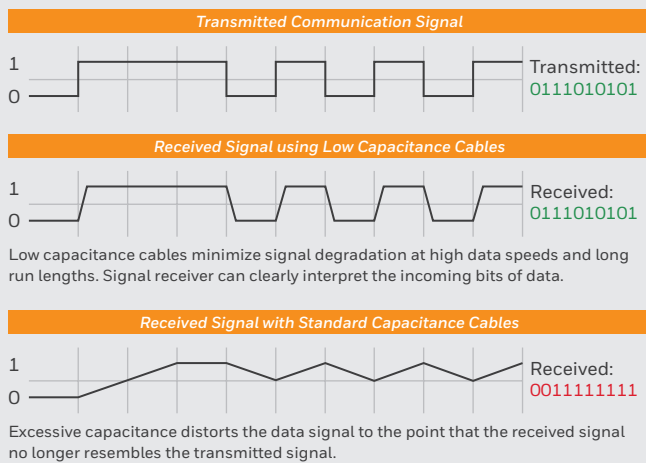 Transmitted Communication Signal
1
0
Transmitted:
0111010101
Received Signal using Low Capacitance Cables
1
0
Received:
0111010101
Low capacitance cables minimize signal degradation at high data speeds and long
run lengths. Signal receiver can clearly interpret the incoming bits of data.
Received Signal with Standard Capacitance Cables
1
0
Received:
0011111111
Excessive capacitance distorts the data signal to the point that the received signal
no longer resembles the transmitted signal.